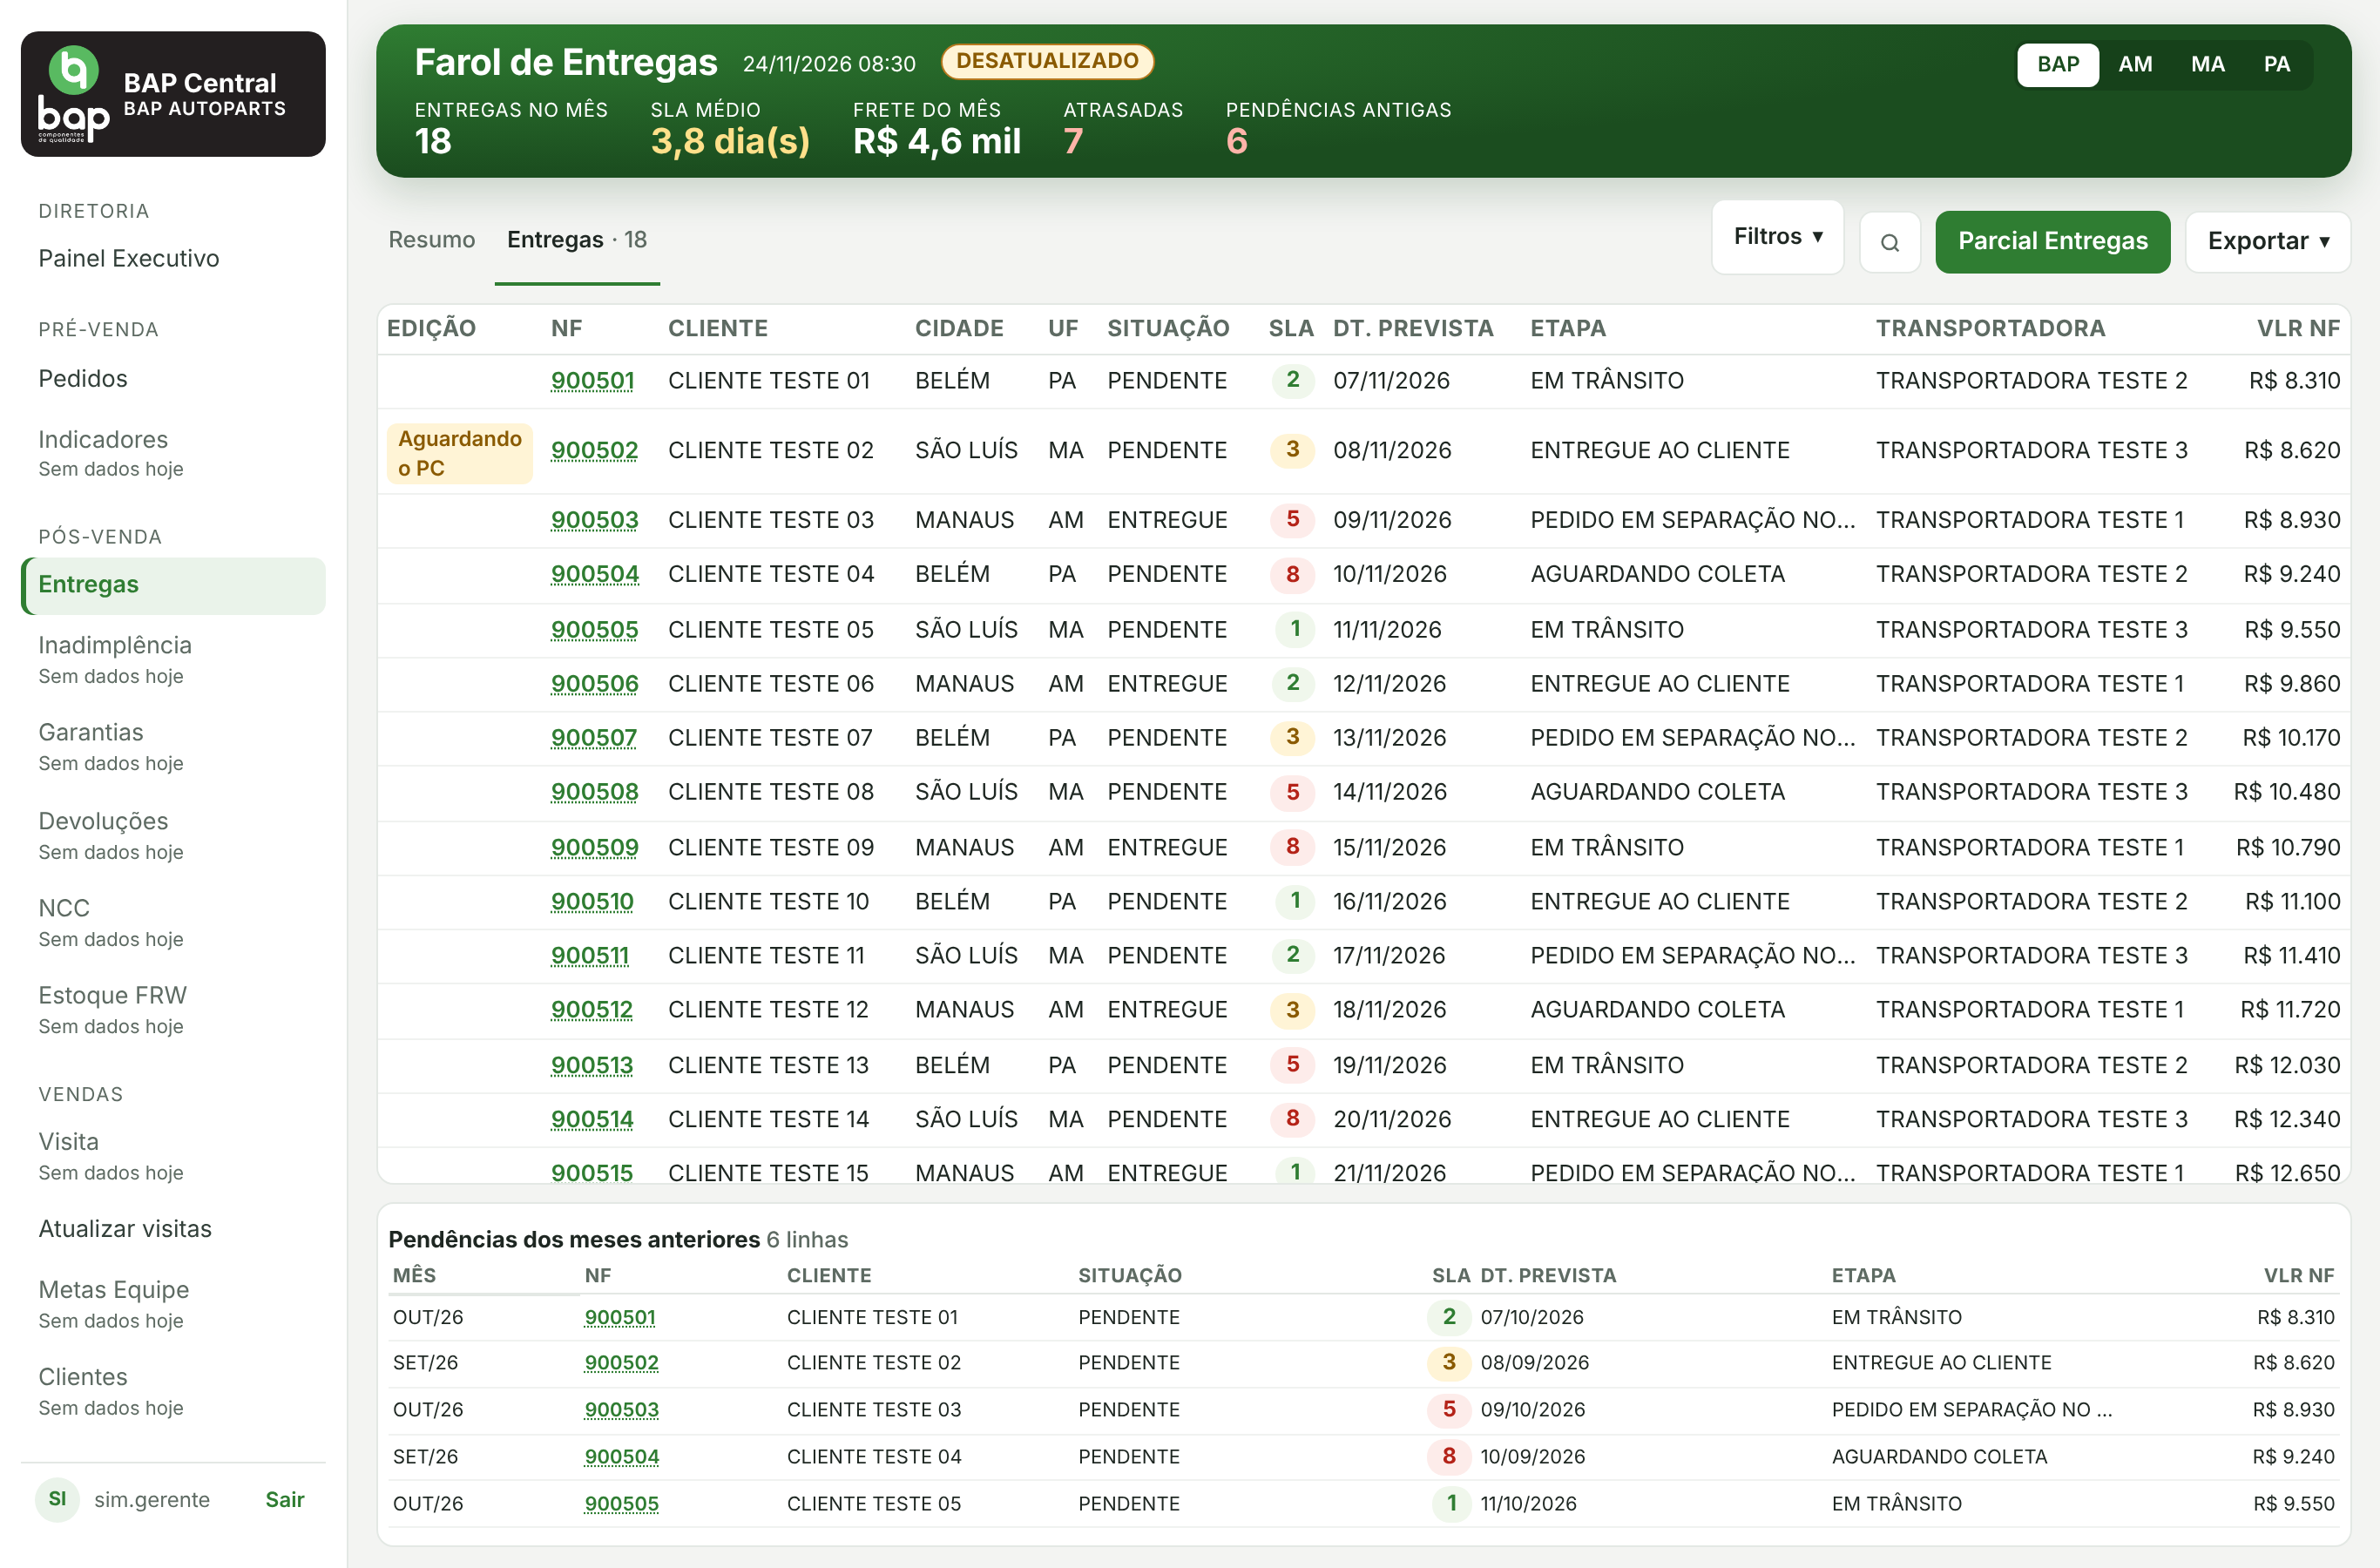 bap
componentes
de qualidade
BAP Central
BAP AUTOPARTS
DIRETORIA
Painel Executivo
PRÉ-VENDA
Pedidos
Indicadores
Sem dados hoje
PÓS-VENDA
Entregas
Inadimplência
Sem dados hoje
Garantias
Sem dados hoje
Devoluções
Sem dados hoje
NCC
Sem dados hoje
Estoque FRW
Sem dados hoje
VENDAS
Visita
Sem dados hoje
Atualizar visitas
Metas Equipe
Sem dados hoje
Clientes
Sem dados hoje
SI sim.gerente Sair
Farol de Entregas 24/11/2026 08:30 DESATUALIZADO BAP AM MA PA
ENTREGAS NO MÊS SLA MÉDIO FRETE DO MÊS ATRASADAS PENDÊNCIAS ANTIGAS
18 3,8 dia(s) R$ 4,6 mil 7 6
Resumo Entregas · 18 Filtros ▾ Parcial Entregas Exportar ▾
EDIÇÃO NF CLIENTE CIDADE UF SITUAÇÃO SLA DT. PREVISTA ETAPA TRANSPORTADORA VLR NF
900501 CLIENTE TESTE 01 BELÉM PA PENDENTE 2 07/11/2026 EM TRÂNSITO TRANSPORTADORA TESTE 2 R$ 8.310
Aguardando
o PC
900502 CLIENTE TESTE 02 SÃO LUÍS MA PENDENTE 3 08/11/2026 ENTREGUE AO CLIENTE TRANSPORTADORA TESTE 3 R$ 8.620
900503 CLIENTE TESTE 03 MANAUS AM ENTREGUE 5 09/11/2026 PEDIDO EM SEPARAÇÃO NO... TRANSPORTADORA TESTE 1 R$ 8.930
900504 CLIENTE TESTE 04 BELÉM PA PENDENTE 8 10/11/2026 AGUARDANDO COLETA TRANSPORTADORA TESTE 2 R$ 9.240
900505 CLIENTE TESTE 05 SÃO LUÍS MA PENDENTE 1 11/11/2026 EM TRÂNSITO TRANSPORTADORA TESTE 3 R$ 9.550
900506 CLIENTE TESTE 06 MANAUS AM ENTREGUE 2 12/11/2026 ENTREGUE AO CLIENTE TRANSPORTADORA TESTE 1 R$ 9.860
900507 CLIENTE TESTE 07 BELÉM PA PENDENTE 3 13/11/2026 PEDIDO EM SEPARAÇÃO NO... TRANSPORTADORA TESTE 2 R$ 10.170
900508 CLIENTE TESTE 08 SÃO LUÍS MA PENDENTE 5 14/11/2026 AGUARDANDO COLETA TRANSPORTADORA TESTE 3 R$ 10.480
900509 CLIENTE TESTE 09 MANAUS AM ENTREGUE 8 15/11/2026 EM TRÂNSITO TRANSPORTADORA TESTE 1 R$ 10.790
900510 CLIENTE TESTE 10 BELÉM PA PENDENTE 1 16/11/2026 ENTREGUE AO CLIENTE TRANSPORTADORA TESTE 2 R$ 11.100
900511 CLIENTE TESTE 11 SÃO LUÍS MA PENDENTE 2 17/11/2026 PEDIDO EM SEPARAÇÃO NO... TRANSPORTADORA TESTE 3 R$ 11.410
900512 CLIENTE TESTE 12 MANAUS AM ENTREGUE 3 18/11/2026 AGUARDANDO COLETA TRANSPORTADORA TESTE 1 R$ 11.720
900513 CLIENTE TESTE 13 BELÉM PA PENDENTE 5 19/11/2026 EM TRÂNSITO TRANSPORTADORA TESTE 2 R$ 12.030
900514 CLIENTE TESTE 14 SÃO LUÍS MA PENDENTE 8 20/11/2026 ENTREGUE AO CLIENTE TRANSPORTADORA TESTE 3 R$ 12.340
900515 CLIENTE TESTE 15 MANAUS AM ENTREGUE 1 21/11/2026 PEDIDO EM SEPARAÇÃO NO... TRANSPORTADORA TESTE 1 R$ 12.650
Pendências dos meses anteriores 6 linhas
MÊS NF CLIENTE SITUAÇÃO SLA DT. PREVISTA ETAPA VLR NF
OUT/26 900501 CLIENTE TESTE 01 PENDENTE 2 07/10/2026 EM TRÂNSITO R$ 8.310
SET/26 900502 CLIENTE TESTE 02 PENDENTE 3 08/09/2026 ENTREGUE AO CLIENTE R$ 8.620
OUT/26 900503 CLIENTE TESTE 03 PENDENTE 5 09/10/2026 PEDIDO EM SEPARAÇÃO NO ... R$ 8.930
SET/26 900504 CLIENTE TESTE 04 PENDENTE 8 10/09/2026 AGUARDANDO COLETA R$ 9.240
OUT/26 900505 CLIENTE TESTE 05 PENDENTE 1 11/10/2026 EM TRÂNSITO R$ 9.550